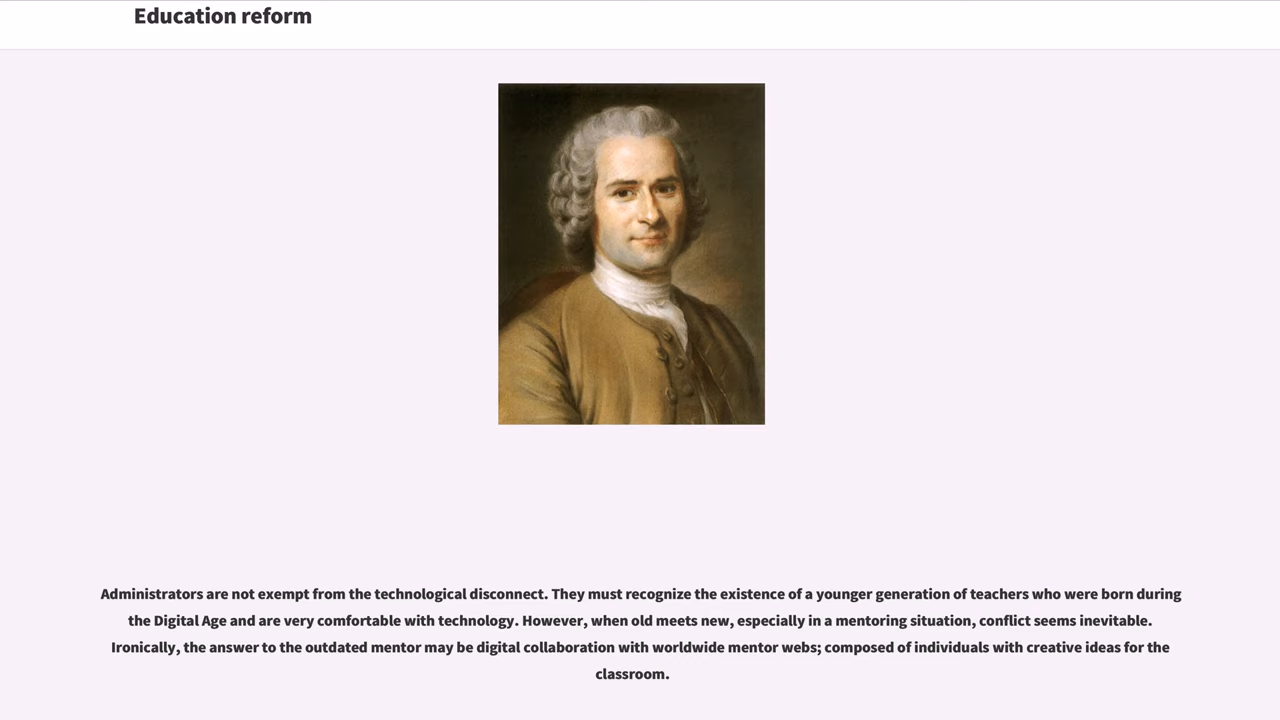 Education reform
Administrators are not exempt from the technological disconnect. They must recognize the existence of a younger generation of teachers who were born during
the Digital Age and are very comfortable with technology. However, when old meets new, especially in a mentoring situation, conflict seems inevitable.
Ironically, the answer to the outdated mentor may be digital collaboration with worldwide mentor webs; composed of individuals with creative ideas for the
classroom.